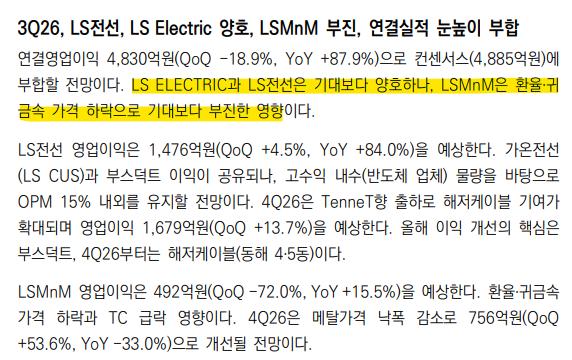 3Q26, LS전선, LS Electric 양호, LSMnM 부진, 연결실적 눈높이 부합
연결영업이익 4,830억원(QoQ -18.9%, YoY +87.9%)으로 컨센서스(4,885억원)에
부합할 전망이다. LS ELECTRIC과 LS전선은 기대보다 양호하나, LSMnM은 환율·귀
금속 가격 하락으로 기대보다 부진한 영향이다.
LS전선 영업이익은 1,476억원(QoQ +4.5%, YoY +84.0%)을 예상한다. 가온전선
(LS CUS)과 부스덕트 이익이 공유되나, 고수익 내수(반도체 업체) 물량을 바탕으로
OPM 15% 내외를 유지할 전망이다. 4Q26은 TenneT향 출하로 해저케이블 기여가
확대되며 영업이익 1,679억원(QoQ +13.7%)을 예상한다. 올해 이익 개선의 핵심은
부스덕트, 4Q26부터는 해저케이블(동해 4·5동)이다.
LSMnM 영업이익은 492억원(QoQ -72.0%, YoY +15.5%)을 예상한다. 환율·귀금속
가격 하락과 TC 급락 영향이다. 4Q26은 메탈가격 낙폭 감소로 756억원(QoQ
+53.6%, YoY -33.0%)으로 개선될 전망이다.